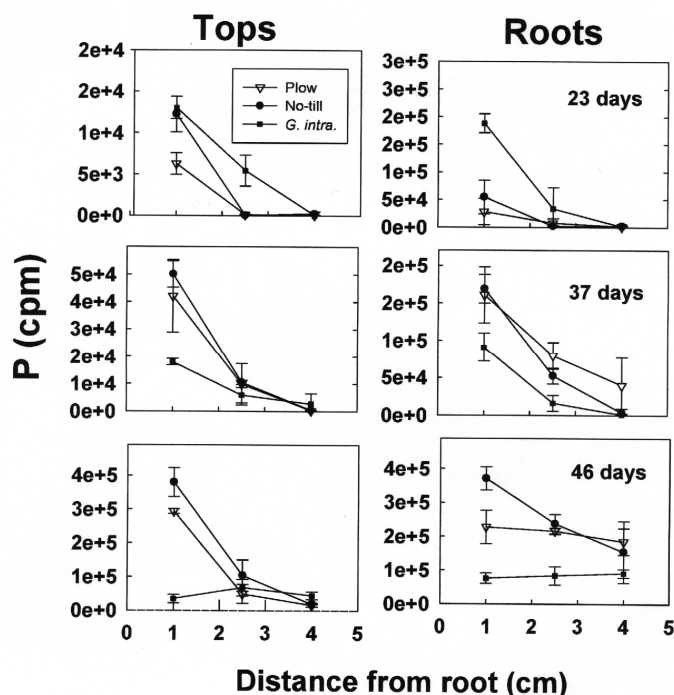 Tops
Roots
2e+4
2e+4
1e+4
5e+3
0e+0
Plow
No-till
G. intra.
3e+5
3e+5
2e+5
2e+5
1e+5
5e+4
0e+0
23 days
5e+4
4e+4
3e+4
2e+4
1e+4
0e+0
2e+5
2e+5
1e+5
5e+4
0e+0
37 days
4e+5
3e+5
2e+5
1e+5
0e+0
0 1 2 3 4 5
4e+5
3e+5
2e+5
1e+5
0e+0
46 days
0 1 2 3 4 5
P (cpm)
Distance from root (cm)